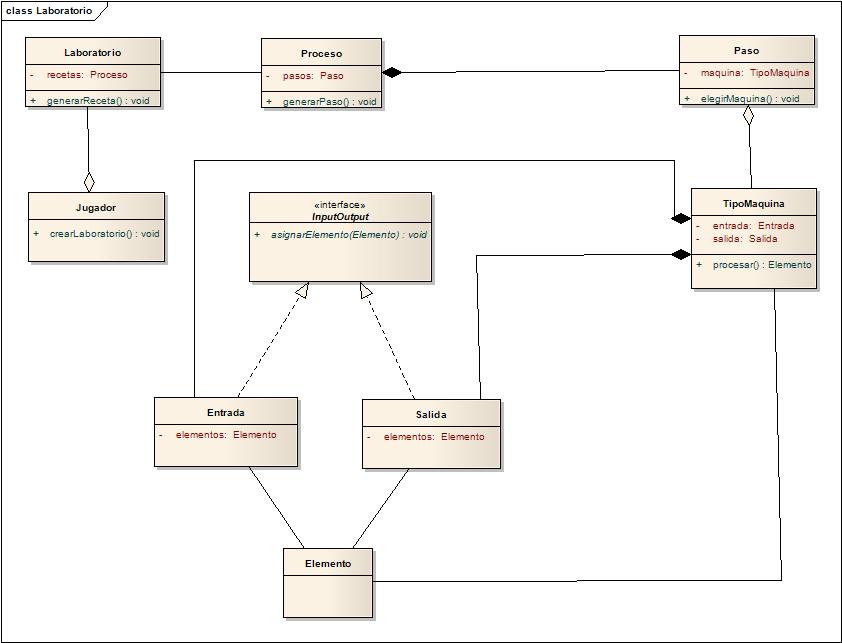 class Laboratorio
Laboratorio
- recetas: Proceso
+ generarReceta() : void
Proceso
- pasos: Paso
+ generarPaso() : void
Paso
- maquina: TipoMaquina
+ elegirMaquina() : void
Jugador
+ crearLaboratorio() : void
«interface»
InputOutput
+ asignarElemento(Elemento) : void
TipoMaquina
- entrada: Entrada
- salida: Salida
+ procesar() : Elemento
Entrada
- elementos: Elemento
Salida
- elementos: Elemento
Elemento